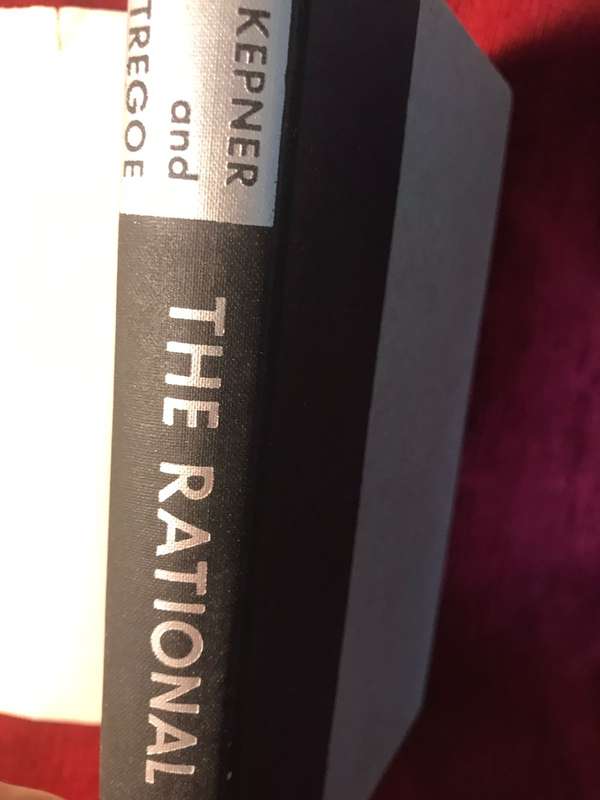 KEPNER
and
TREGOE
THE RATIONAL